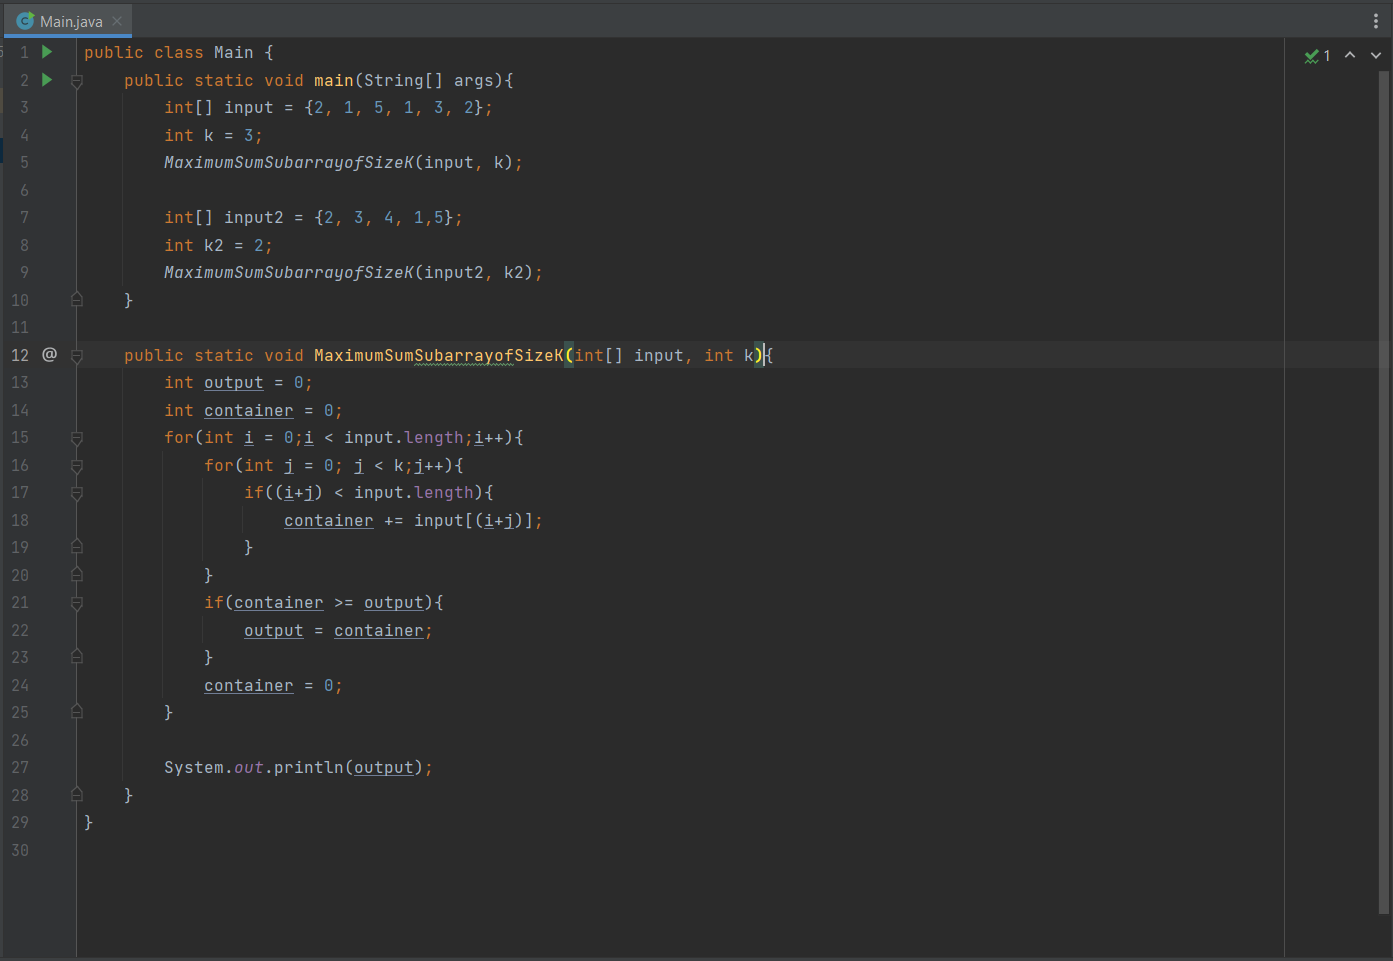 Main.java
1
1 public class Main {
2 public static void main(String[] args){
3 int[] input = {2, 1, 5, 1, 3, 2};
4 int k = 3;
5 MaximumSumSubarrayofSizeK(input, k);
6
7 int[] input2 = {2, 3, 4, 1,5};
8 int k2 = 2;
9 MaximumSumSubarrayofSizeK(input2, k2);
10 }
11
12 @ public static void MaximumSumSubarrayofSizeK(int[] input, int k){
13 int output = 0;
14 int container = 0;
15 for(int i = 0;i < input.length;i++){
16 for(int j = 0; j < k;j++){
17 if((i+j) < input.length){
18 container += input[(i+j)];
19 }
20 }
21 if(container >= output){
22 output = container;
23 }
24 container = 0;
25 }
26
27 System.out.println(output);
28 }
29 }
30